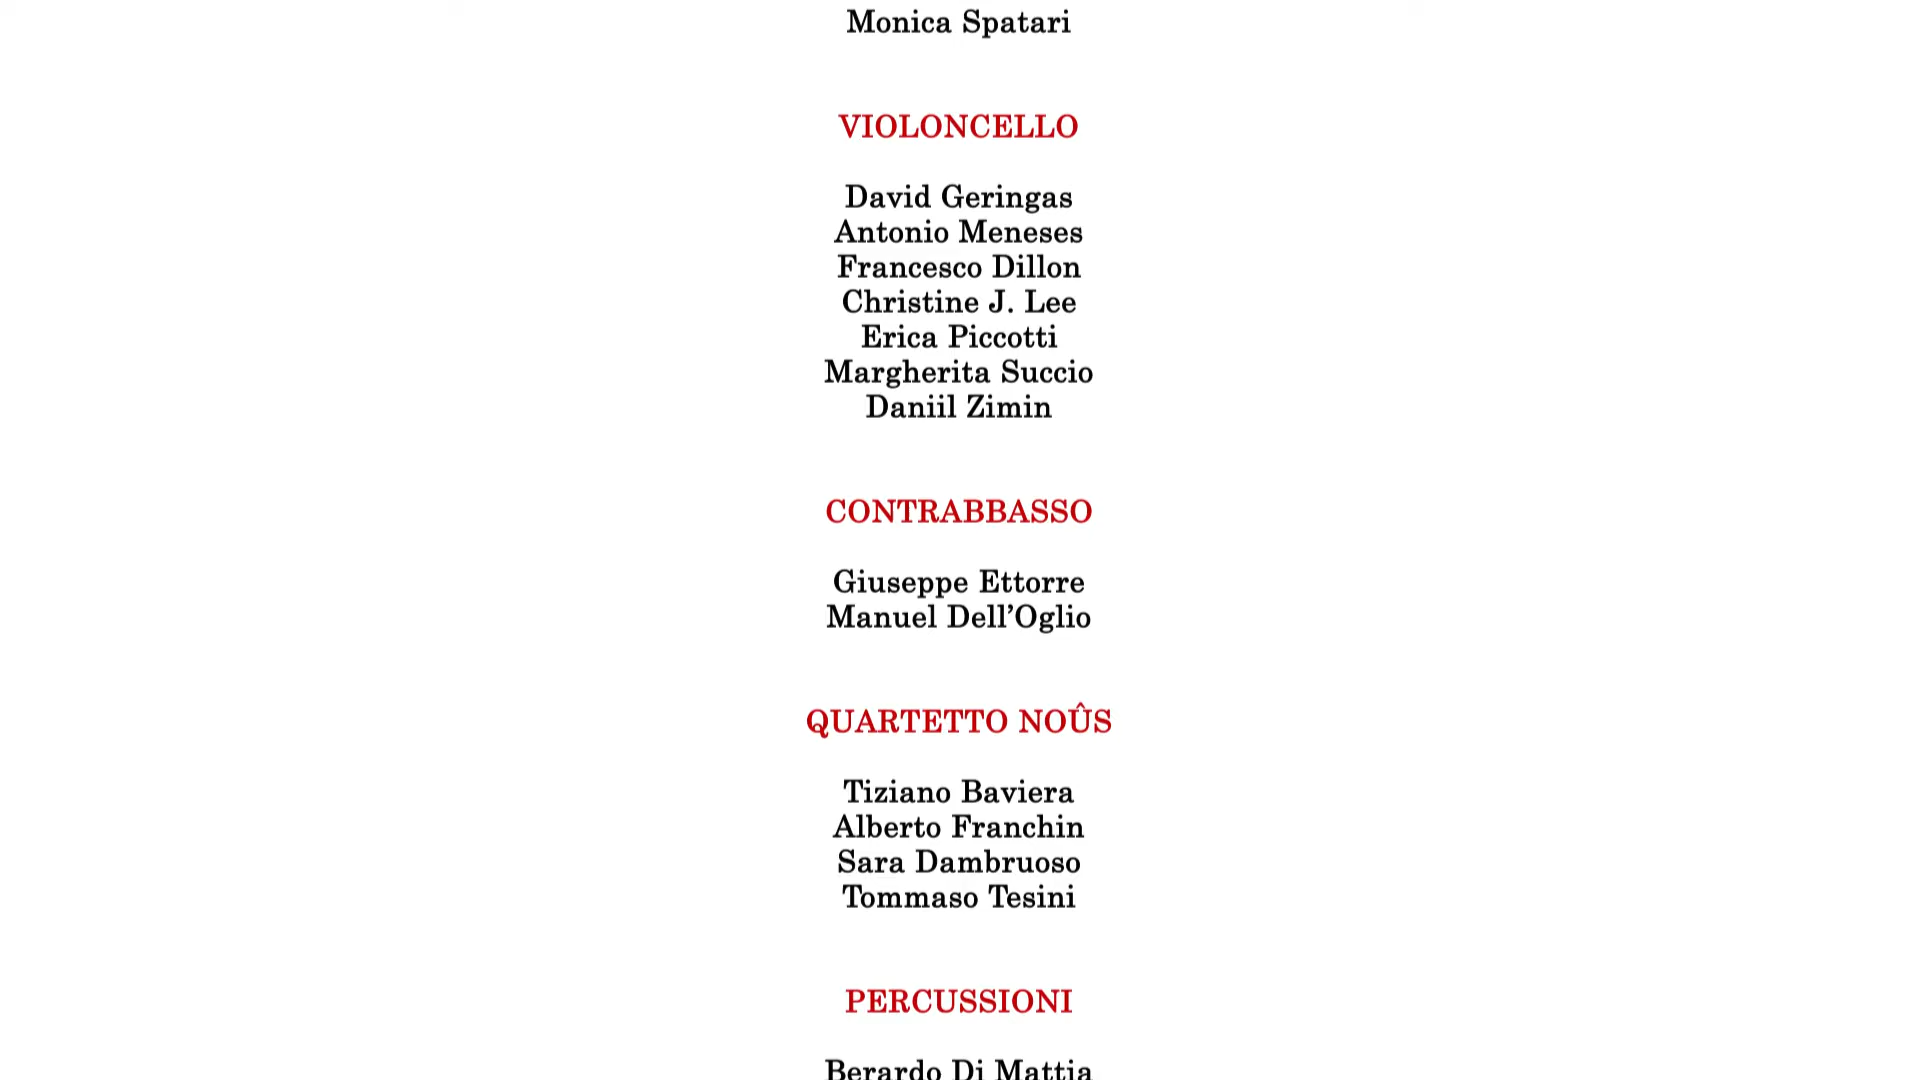 Monica Spatari
VIOLONCELLO
David Geringas
Antonio Meneses
Francesco Dillon
Christine J. Lee
Erica Piccotti
Margherita Succio
Daniil Zimin
CONTRABBASSO
Giuseppe Ettorre
Manuel Dell’Oglio
QUARTETTO NOÛS
Tiziano Baviera
Alberto Franchin
Sara Dambruoso
Tommaso Tesini
PERCUSSIONI
Berardo Di Mattia